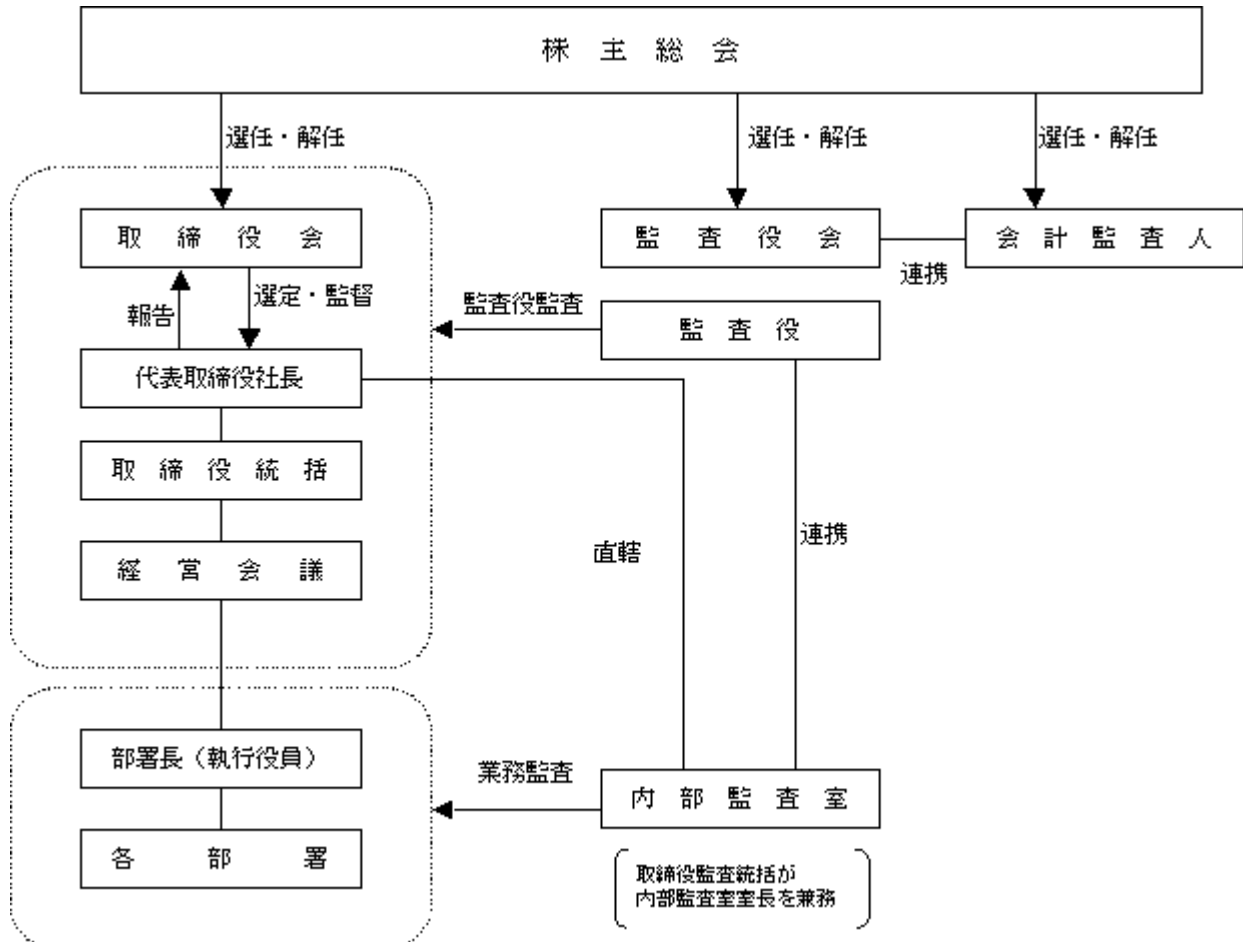 株主総会
選任・解任
選任・解任
選任・解任
取締役会
監査役会
会計監査人
連携
選定・監督
報告
監査役監査
監査役
代表取締役社長
取締役統括
直轄
連携
経営会議
部署長（執行役員）
業務監査
内部監査室
各部署
取締役監査統括が
内部監査室室長を兼務